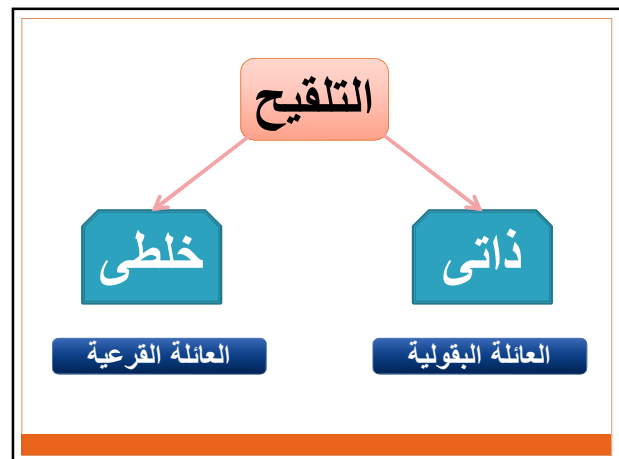 التلقيح
ذاتى
خلطى
العائلة البقولية
العائلة القرعية